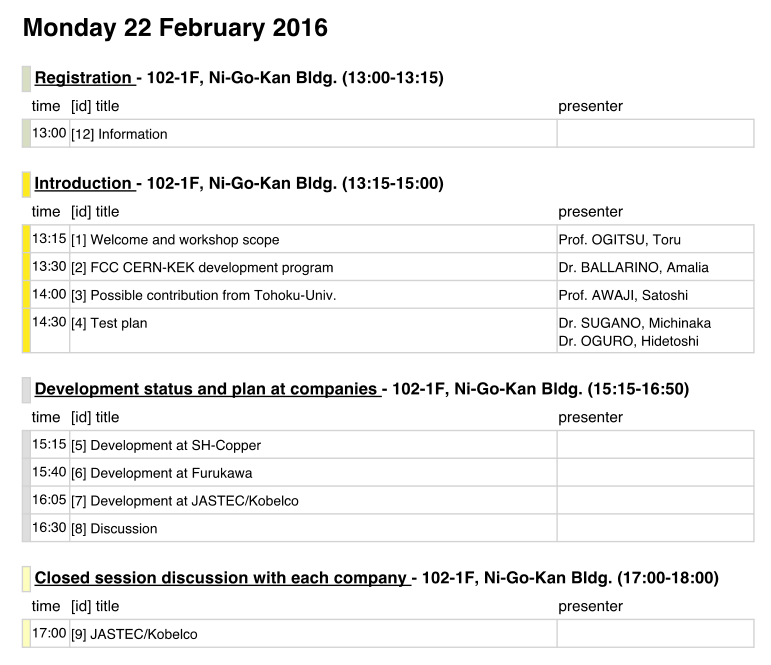 Monday 22 February 2016
Registration - 102-1F, Ni-Go-Kan Bldg. (13:00-13:15)
time [id] title presenter
13:00 [12] Information
Introduction - 102-1F, Ni-Go-Kan Bldg. (13:15-15:00)
time [id] title presenter
13:15 [1] Welcome and workshop scope Prof. OGITSU, Toru
13:30 [2] FCC CERN-KEK development program Dr. BALLARINO, Amalia
14:00 [3] Possible contribution from Tohoku-Univ. Prof. AWAJI, Satoshi
14:30 [4] Test plan Dr. SUGANO, Michinaka
Dr. OGURO, Hidetoshi
Development status and plan at companies - 102-1F, Ni-Go-Kan Bldg. (15:15-16:50)
time [id] title presenter
15:15 [5] Development at SH-Copper
15:40 [6] Development at Furukawa
16:05 [7] Development at JASTEC/Kobelco
16:30 [8] Discussion
Closed session discussion with each company - 102-1F, Ni-Go-Kan Bldg. (17:00-18:00)
time [id] title presenter
17:00 [9] JASTEC/Kobelco